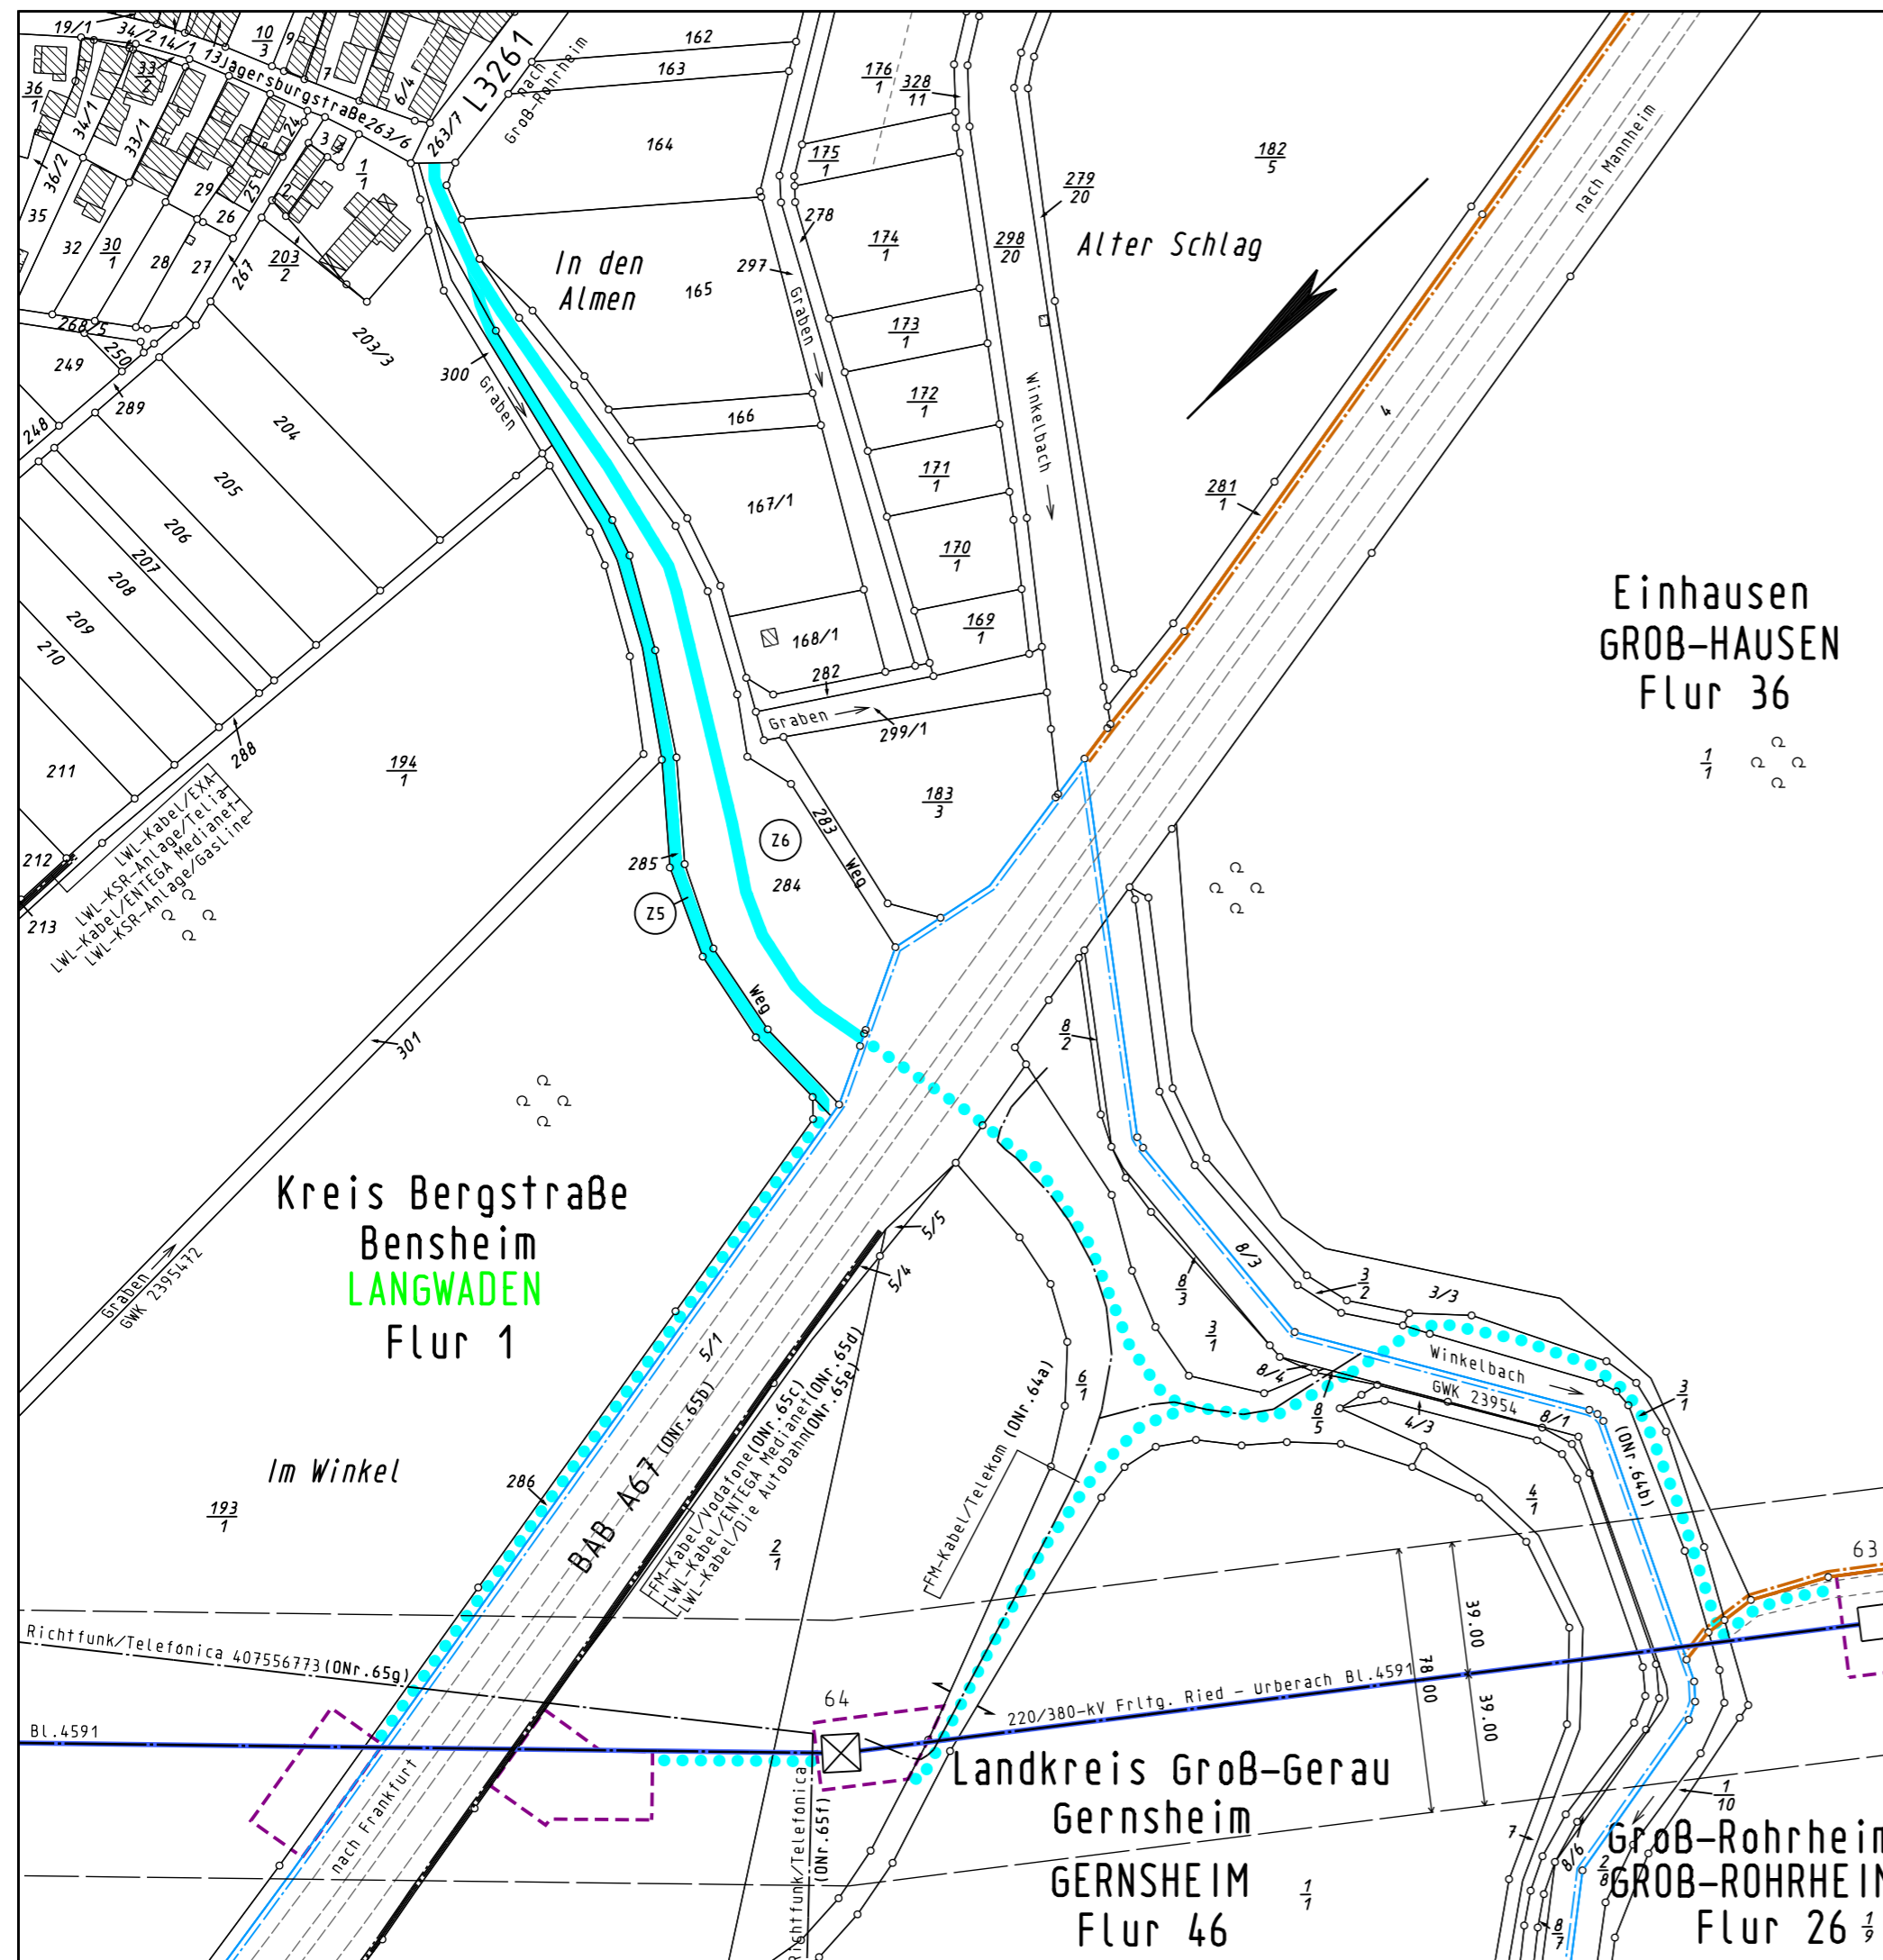 19/1
34/2
14/1
13
Jägersburgstraße
263/6
10/3
9
7
6/4
33/2
36/1
34/1
33/1
36/2
35
32
30/1
29
28
27
26
25
24
3
2
1/1
267
203/2
268/5
250
249
248
289
203/3
263/7
L3261
nach
Groß-Rohrheim
162
163
164
165
166
167/1
168/1
In den
Almen
300
Graben
278
297
Graben
176/1
328/11
175/1
174/1
173/1
172/1
171/1
170/1
169/1
298/20
279/20
182/5
Alter Schlag
Winkelbach
281/1
4
nach Mannheim
204
205
206
207
208
209
210
211
212
213
288
194/1
LWL-Kabel/EXA
LWL-KSR-Anlage/Telia
LWL-Kabel/ENTEGA Medianet
LWL-KSR-Anlage/GasLine
282
Graben
299/1
183/3
283
Weg
Z6
284
285
Z5
Weg
301
Einhausen
GROß-HAUSEN
Flur 36
1/1
8/2
Kreis Bergstraße
Bensheim
LANGWADEN
Flur 1
Graben
GWK 2395472
Im Winkel
193/1
286
5/1
BAB A67 (ONr.65b)
5/5
5/4
FM-Kabel/Vodafone(ONr.65c)
LWL-Kabel/ENTEGA Medianet(ONr.65d)
LWL-Kabel/Die Autobahn(ONr.65e)
2/1
FM-Kabel/Telekom (ONr.64a)
6/1
8/3
3/1
8/3
3/2
3/3
8/4
8/5
Winkelbach
GWK 23954
4/3
8/1
3/1
(ONr.64b)
4/1
63
39.00
78.00
39.00
Richtfunk/Telefónica 407556773(ONr.65g)
Bl.4591
64
220/380-kV Frltg. Ried - Urberach Bl.4591
nach Frankfurt
Richtfunk/Telefónica
(ONr.65f)
Landkreis Groß-Gerau
Gernsheim
GERNSHEIM
Flur 46
1/1
7
8/6
2/8
8/7
1/10
Groß-Rohrheim
GROß-ROHRHEIM
Flur 26
1/9